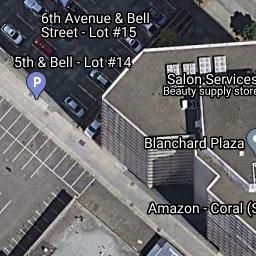 6th Avenue & Bell
Street - Lot #15
5th & Bell - Lot #14
P
Salon Services
Beauty supply store
Blanchard Plaza
Amazon - Coral (S